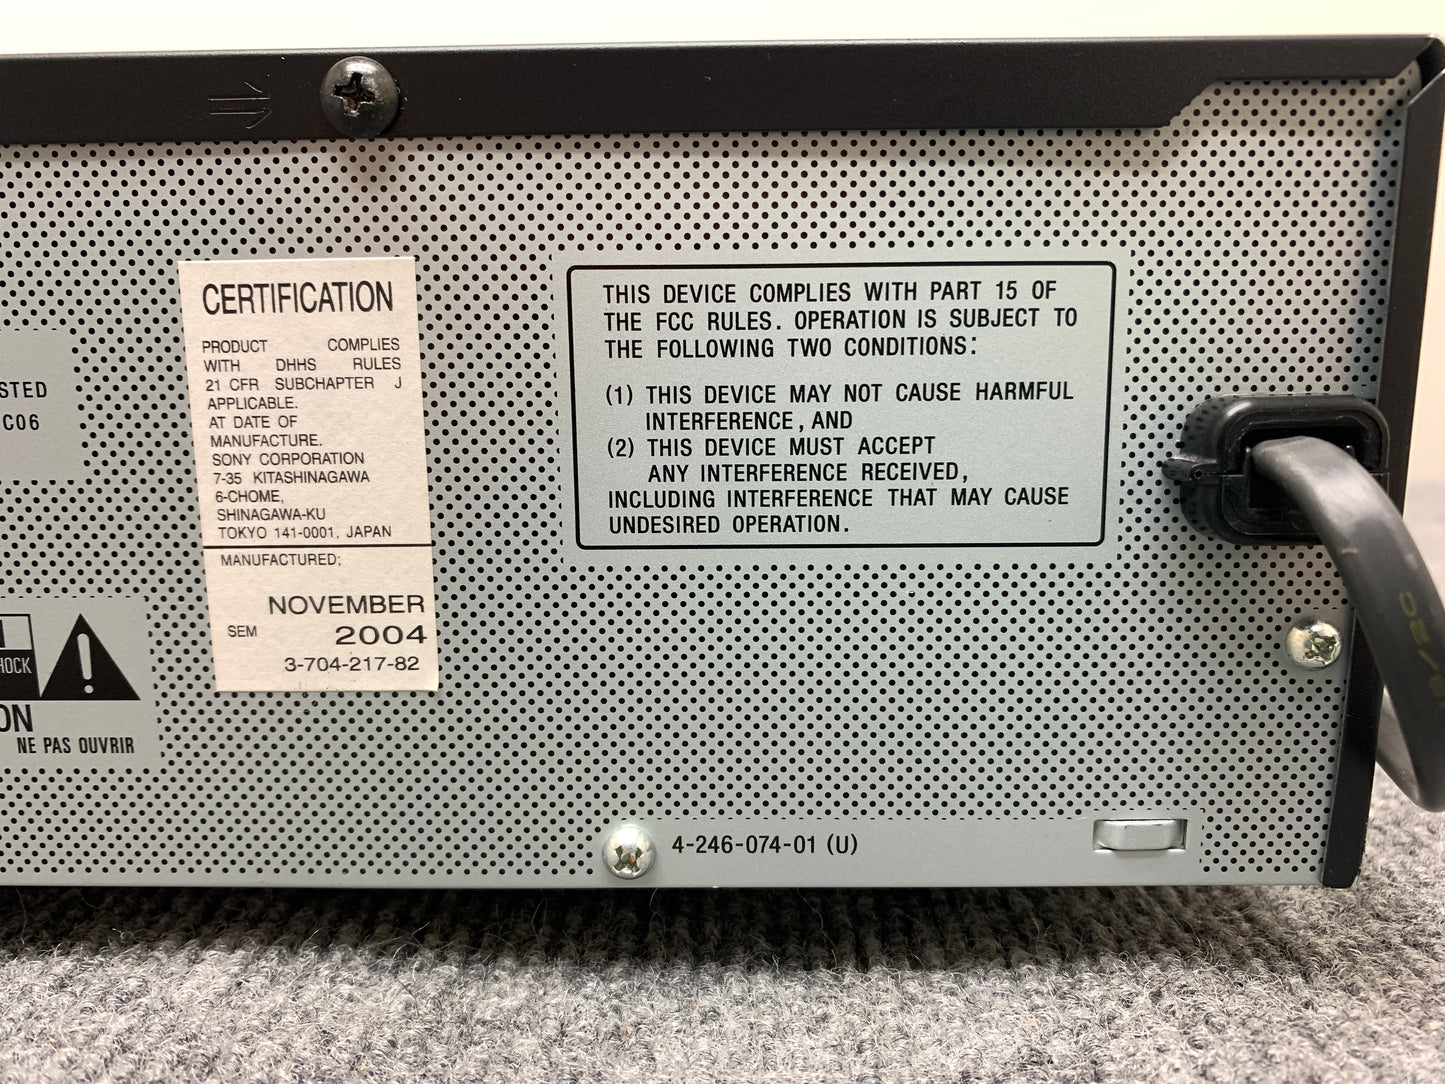 CERTIFICATION
PRODUCT COMPLIES
WITH DHHS RULES
21 CFR SUBCHAPTER J
APPLICABLE.
AT DATE OF
MANUFACTURE.
SONY CORPORATION
7-35 KITASHINAGAWA
6-CHOME,
SHINAGAWA-KU
TOKYO 141-0001, JAPAN
MANUFACTURED;
NOVEMBER
SEM 2004
3-704-217-82
THIS DEVICE COMPLIES WITH PART 15 OF
THE FCC RULES. OPERATION IS SUBJECT TO
THE FOLLOWING TWO CONDITIONS:
(1) THIS DEVICE MAY NOT CAUSE HARMFUL
INTERFERENCE, AND
(2) THIS DEVICE MUST ACCEPT
ANY INTERFERENCE RECEIVED,
INCLUDING INTERFERENCE THAT MAY CAUSE
UNDESIRED OPERATION.
C06
NE PAS OUVRIR
4-246-074-01 (U)